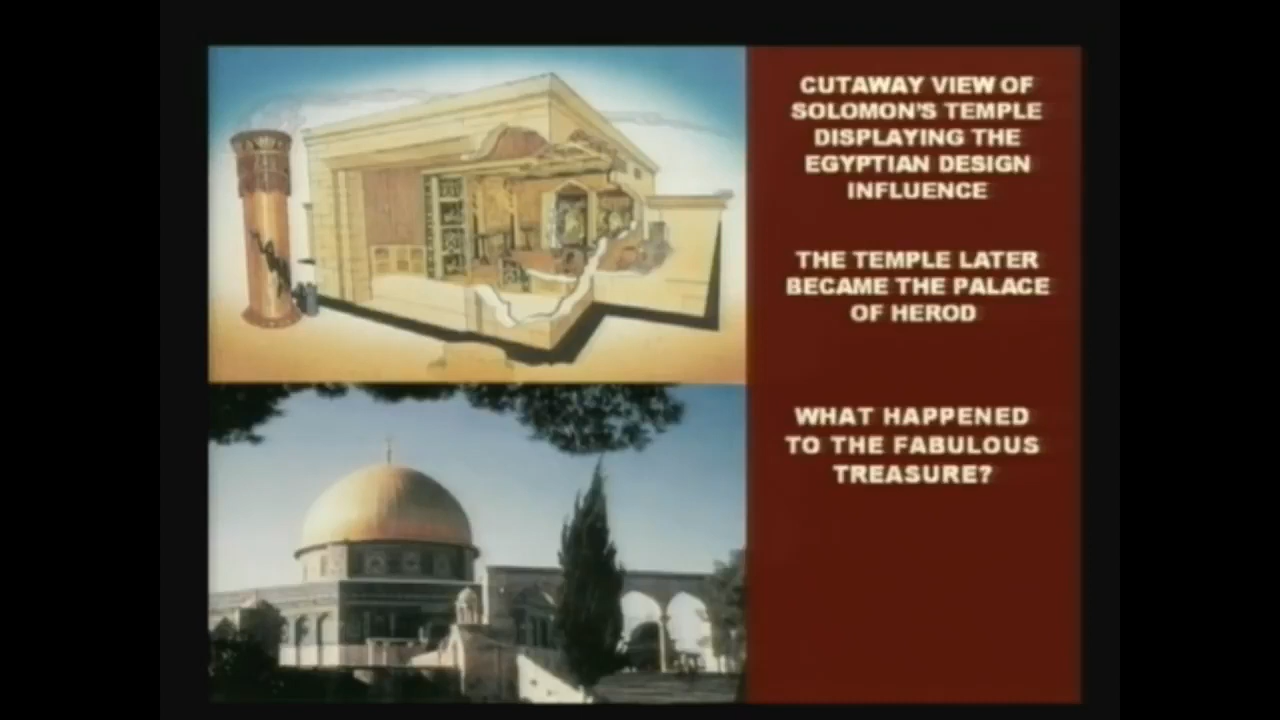 CUTAWAY VIEW OF
SOLOMON'S TEMPLE
DISPLAYING THE
EGYPTIAN DESIGN
INFLUENCE
THE TEMPLE LATER
BECAME THE PALACE
OF HEROD
WHAT HAPPENED
TO THE FABULOUS
TREASURE?